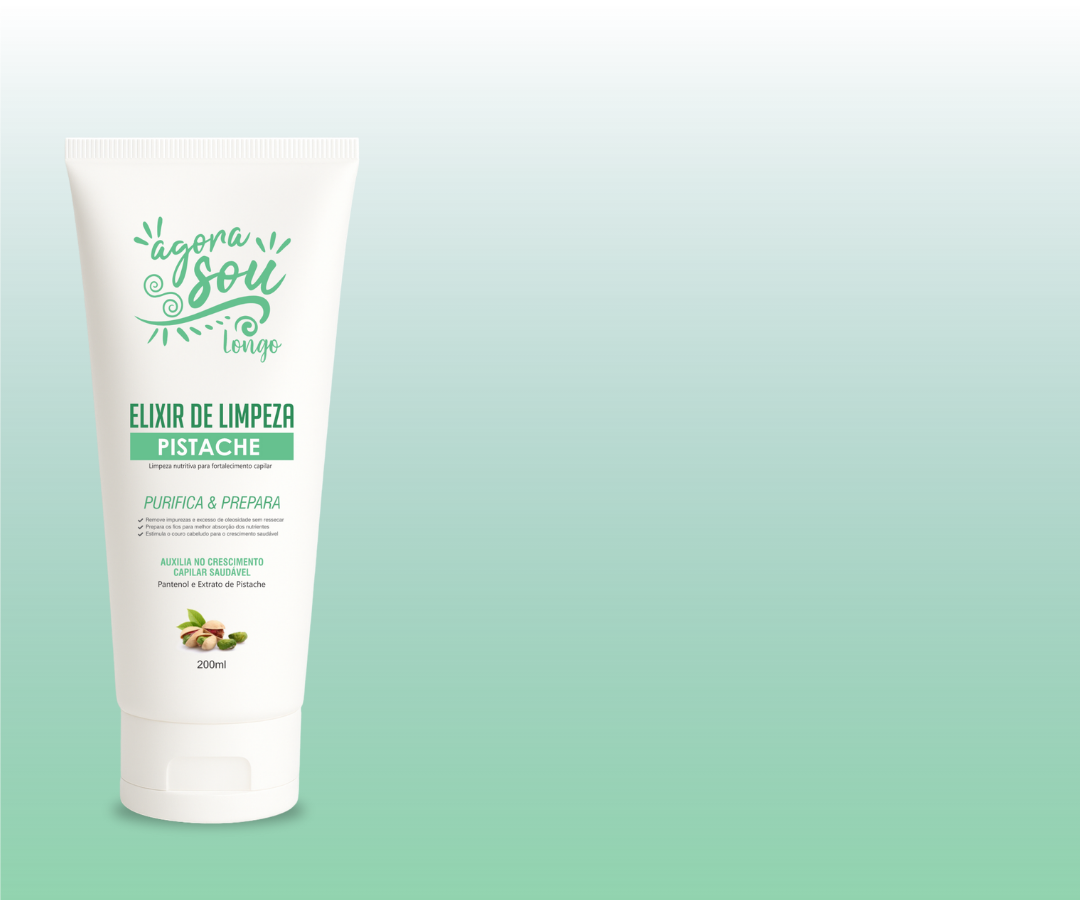 agora
sou
Longo
ELIXIR DE LIMPEZA
PISTACHE
Limpeza nutritiva para fortalecimento capilar
PURIFICA & PREPARA
Remove impurezas e excesso de oleosidade sem ressecar
Prepara os fios para melhor absorção dos nutrientes
Estimula o couro cabeludo para o crescimento saudável
AUXILIA NO CRESCIMENTO
CAPILAR SAUDÁVEL
Pantenol e Extrato de Pistache
200ml